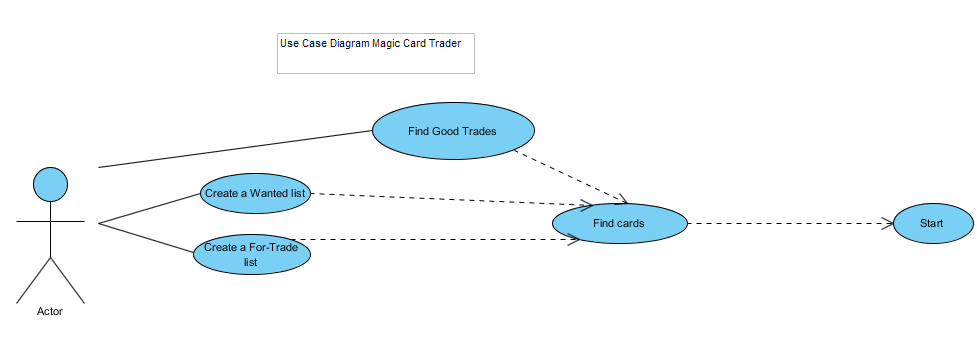 Use Case Diagram Magic Card Trader
Find Good Trades
Create a Wanted list
Create a For-Trade
list
Find cards
Start
Actor